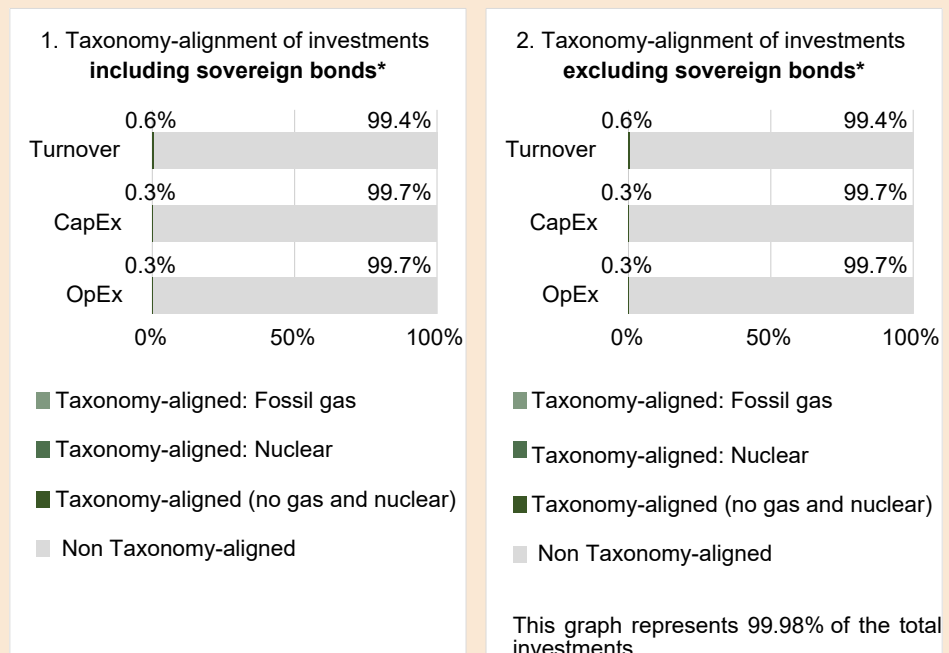 1. Taxonomy-alignment of investments
including sovereign bonds*
0.6% 99.4%
Turnover
0.3% 99.7%
CapEx
0.3% 99.7%
OpEx
0% 50% 100%
Taxonomy-aligned: Fossil gas
Taxonomy-aligned: Nuclear
Taxonomy-aligned (no gas and nuclear)
Non Taxonomy-aligned
2. Taxonomy-alignment of investments
excluding sovereign bonds*
0.6% 99.4%
Turnover
0.3% 99.7%
CapEx
0.3% 99.7%
OpEx
0% 50% 100%
Taxonomy-aligned: Fossil gas
Taxonomy-aligned: Nuclear
Taxonomy-aligned (no gas and nuclear)
Non Taxonomy-aligned
This graph represents 99.98% of the total
investments